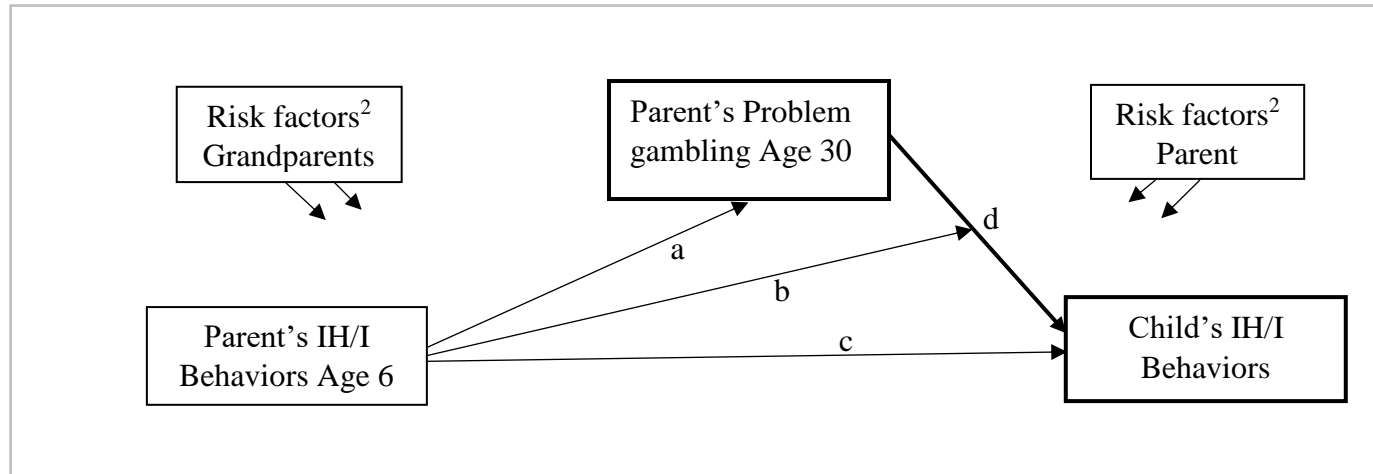 Risk factors²
Grandparents
Parent’s Problem
gambling Age 30
Risk factors²
Parent
d
a
b
c
Parent’s IH/I
Behaviors Age 6
Child’s IH/I
Behaviors